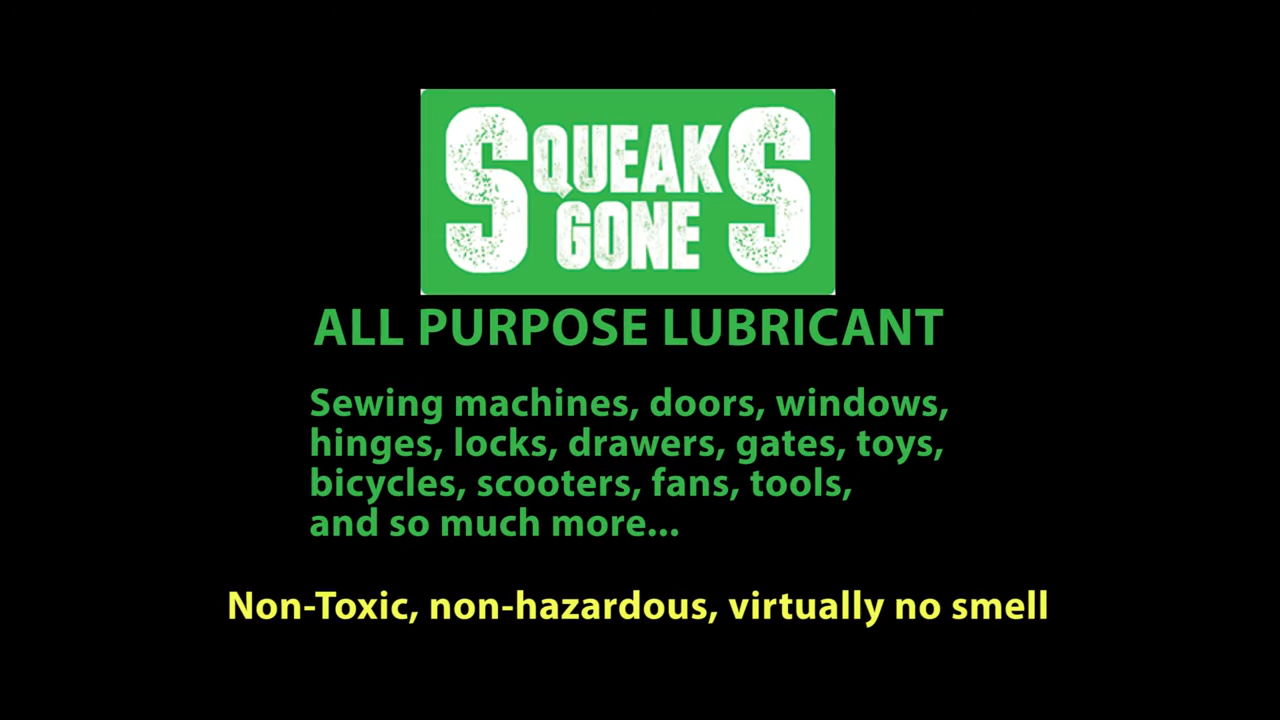 SQUEAKS
GONE
ALL PURPOSE LUBRICANT
Sewing machines, doors, windows,
hinges, locks, drawers, gates, toys,
bicycles, scooters, fans, tools,
and so much more...
Non-Toxic, non-hazardous, virtually no smell